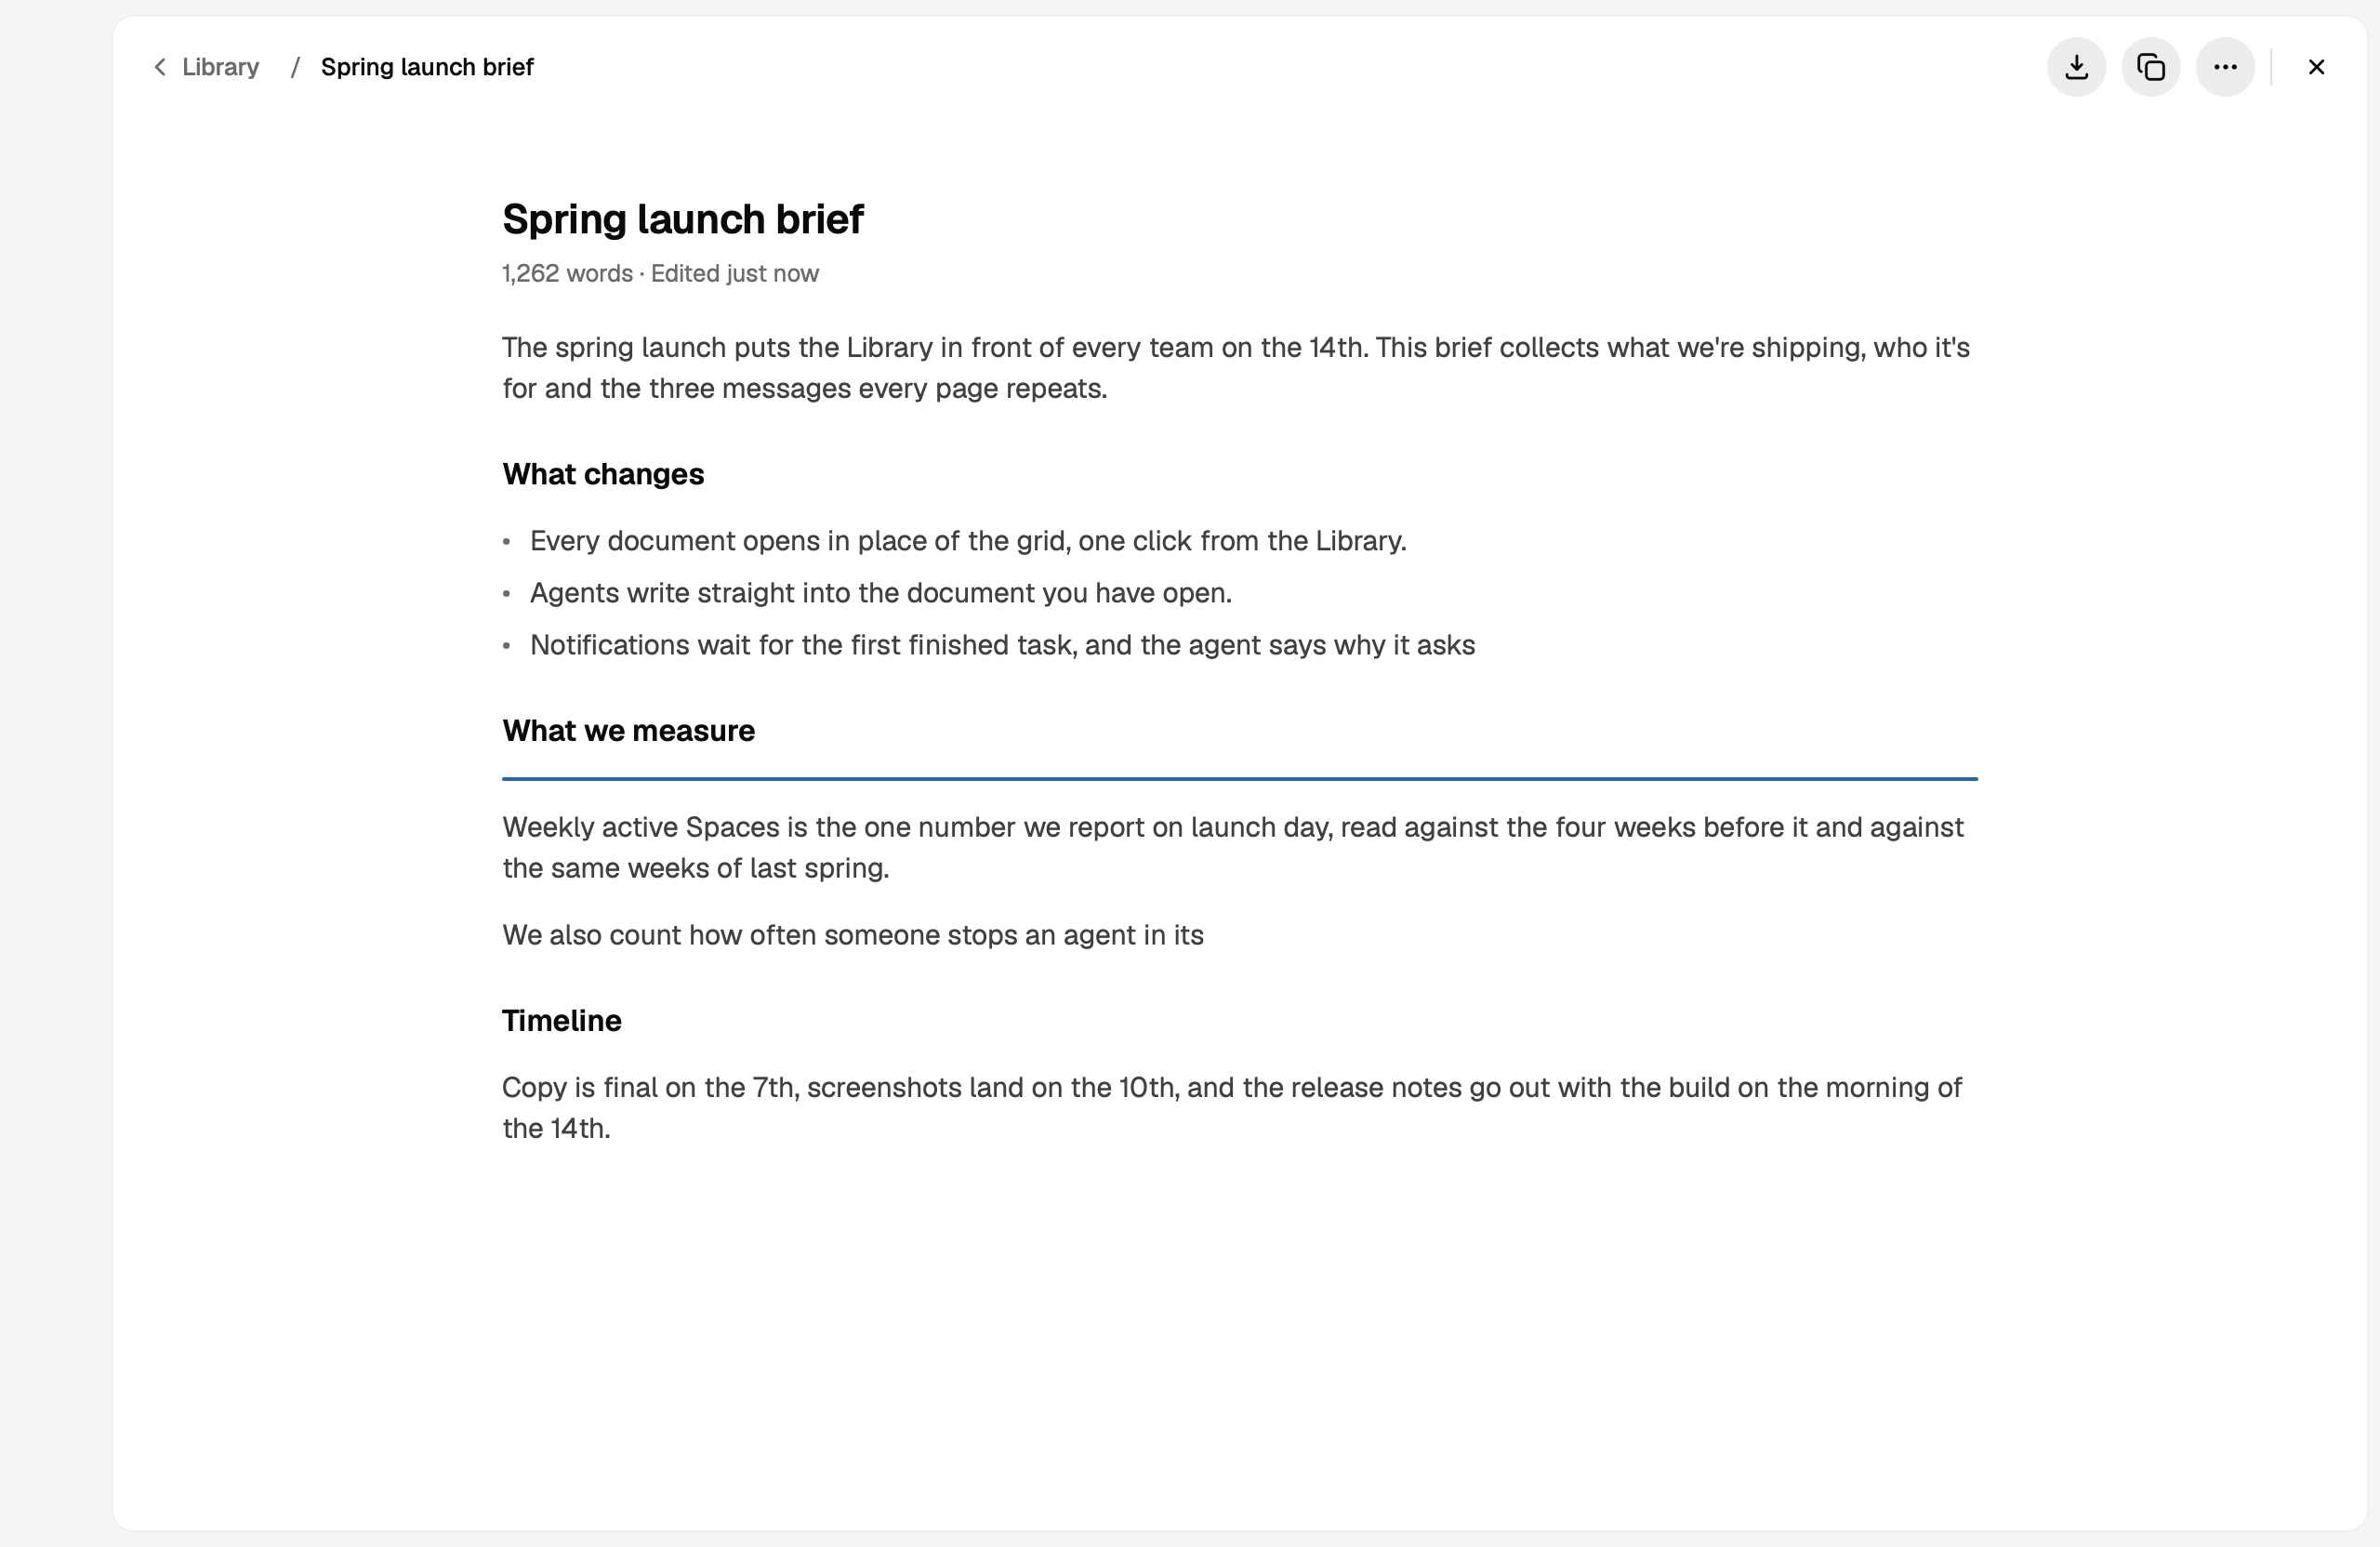 Library / Spring launch brief
Spring launch brief
1,262 words · Edited just now
The spring launch puts the Library in front of every team on the 14th. This brief collects what we're shipping, who it's
for and the three messages every page repeats.
What changes
• Every document opens in place of the grid, one click from the Library.
• Agents write straight into the document you have open.
• Notifications wait for the first finished task, and the agent says why it asks
What we measure
Weekly active Spaces is the one number we report on launch day, read against the four weeks before it and against
the same weeks of last spring.
We also count how often someone stops an agent in its
Timeline
Copy is final on the 7th, screenshots land on the 10th, and the release notes go out with the build on the morning of
the 14th.